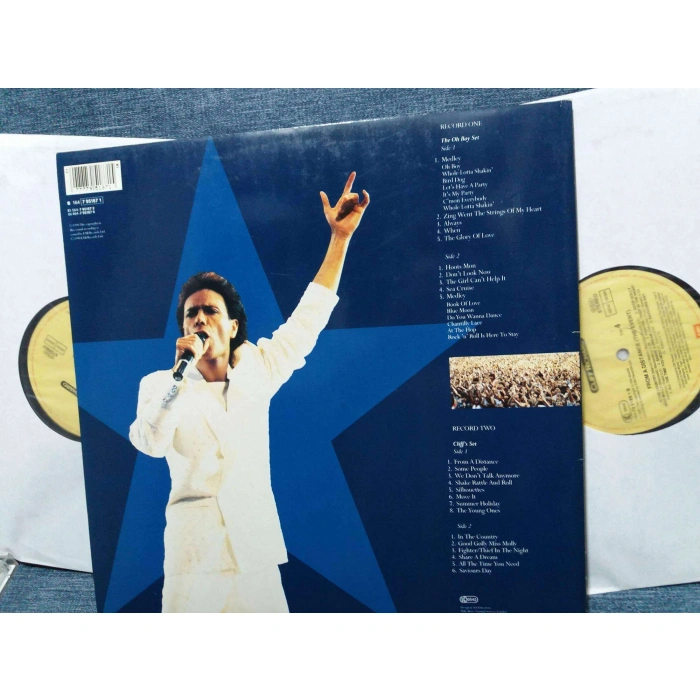 RECORD ONE
The Oh Boy Set
Side 1
1. Medley
Oh Boy
Whole Lotta Shakin'
Bird Dog
Let's Have A Party
It's My Party
C'mon Everybody
Whole Lotta Shakin'
2. Zing Went The Strings Of My Heart
3. Always
4. When
5. The Glory Of Love
Side 2
1. Hoots Mon
2. Don't Look Now
3. The Girl Can't Help It
4. Sea Cruise
5. Medley
Book Of Love
Blue Moon
Do You Wanna Dance
Chantilly Lace
At The Hop
Rock 'n' Roll Is Here To Stay
RECORD TWO
Cliff's Set
Side 1
1. From A Distance
2. Some People
3. We Don't Talk Anymore
4. Shake Rattle And Roll
5. Silhouettes
6. Move It
7. Summer Holiday
8. The Young Ones
Side 2
1. In The Country
2. Good Golly Miss Molly
3. Fighter/Thief In The Night
4. Share A Dream
5. All The Time You Need
6. Saviours Day